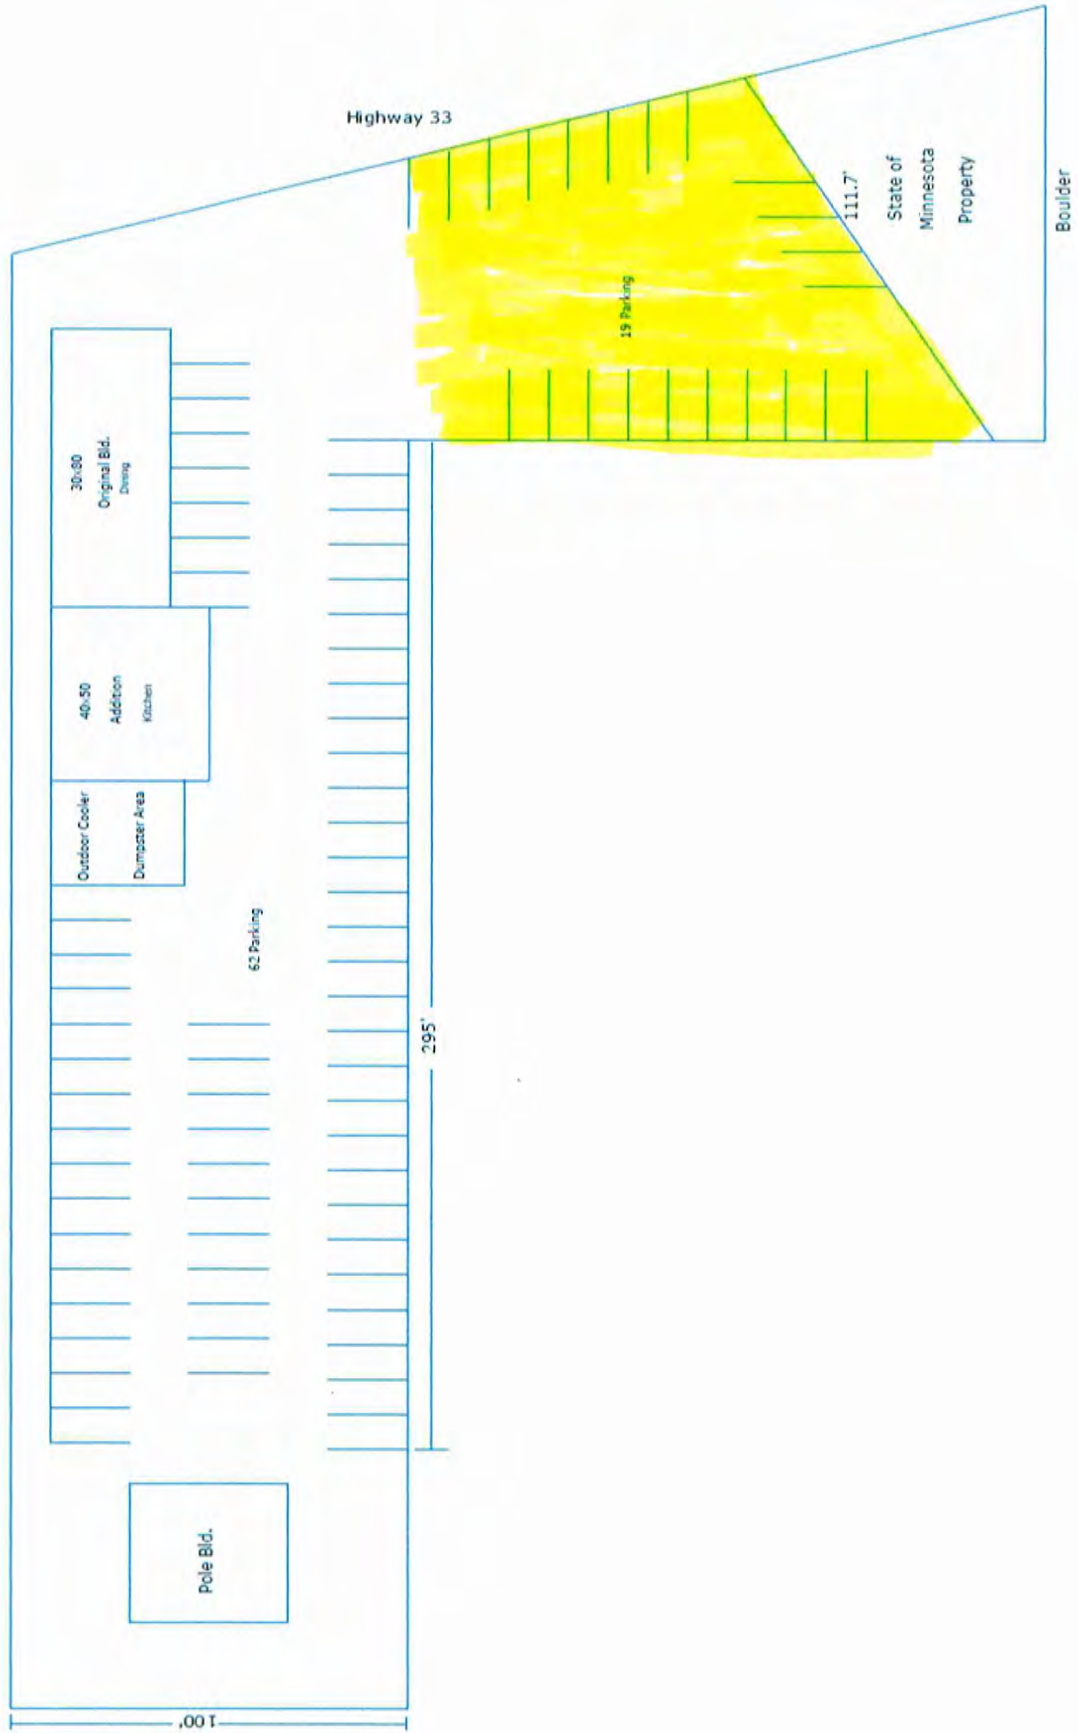 Highway 33
30x80
Original Bld.
Dining
40x50
Addition
Kitchen
Outdoor Cooler
Dumpster Area
62 Parking
295'
Pole Bld.
100'
19 Parking
111.7'
State of
Minnesota
Property
Boulder